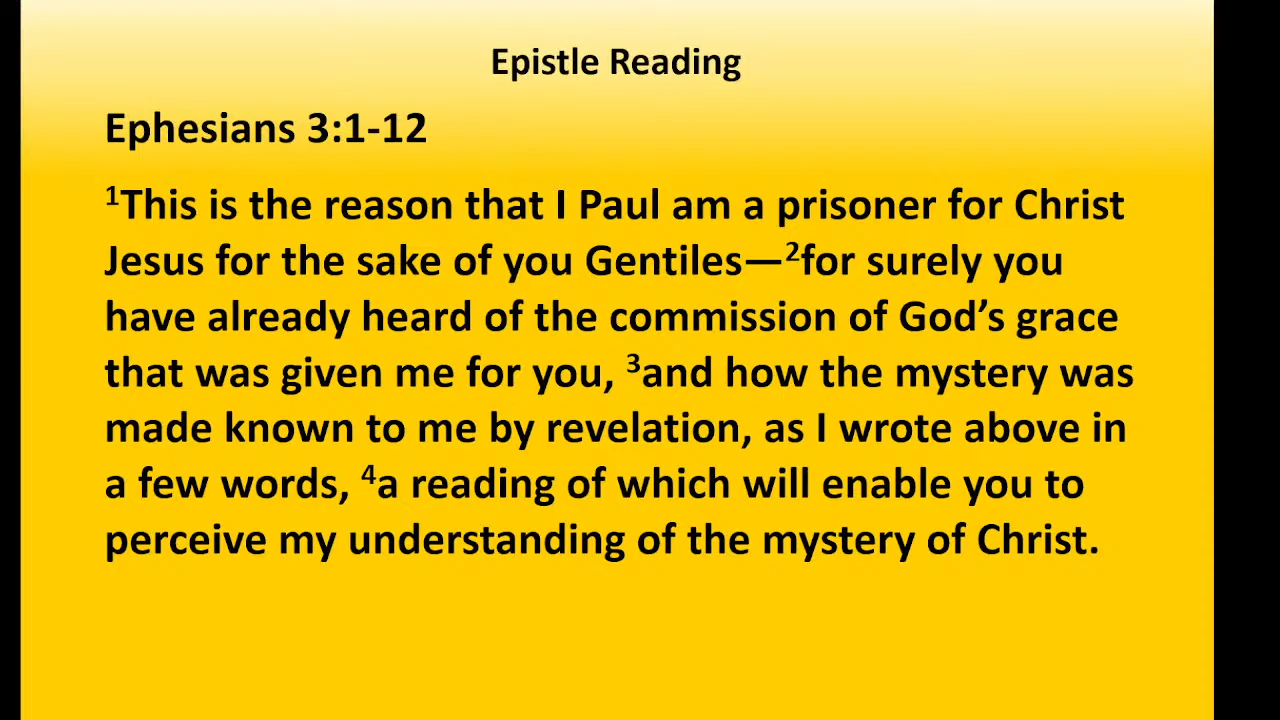 Epistle Reading
Ephesians 3:1-12
¹This is the reason that I Paul am a prisoner for Christ
Jesus for the sake of you Gentiles—²for surely you
have already heard of the commission of God’s grace
that was given me for you, ³and how the mystery was
made known to me by revelation, as I wrote above in
a few words, ⁴a reading of which will enable you to
perceive my understanding of the mystery of Christ.